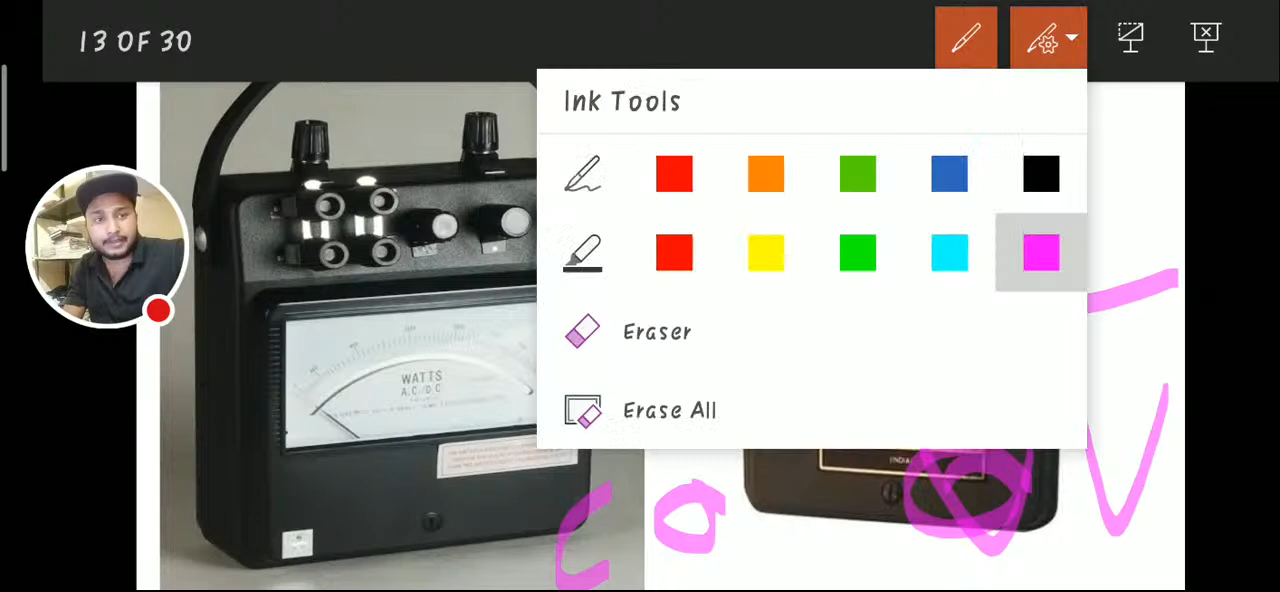 13 OF 30
Ink Tools
Eraser
Erase All
WATTS
A.C./D.C
INDIA